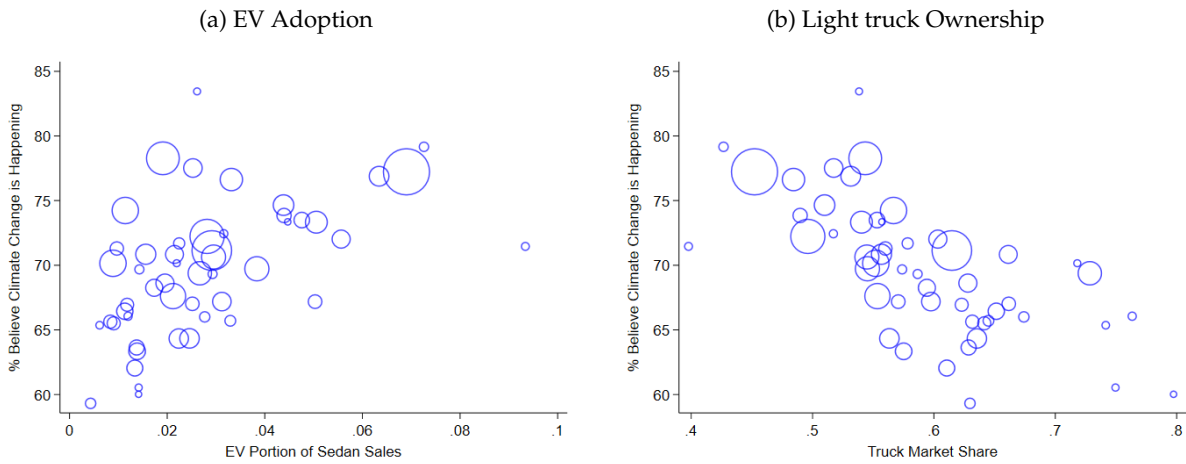 (a) EV Adoption
85
80
75
70
65
60
% Believe Climate Change is Happening
0 .02 .04 .06 .08 .1
EV Portion of Sedan Sales
(b) Light truck Ownership
85
80
75
70
65
60
% Believe Climate Change is Happening
.4 .5 .6 .7 .8
Truck Market Share